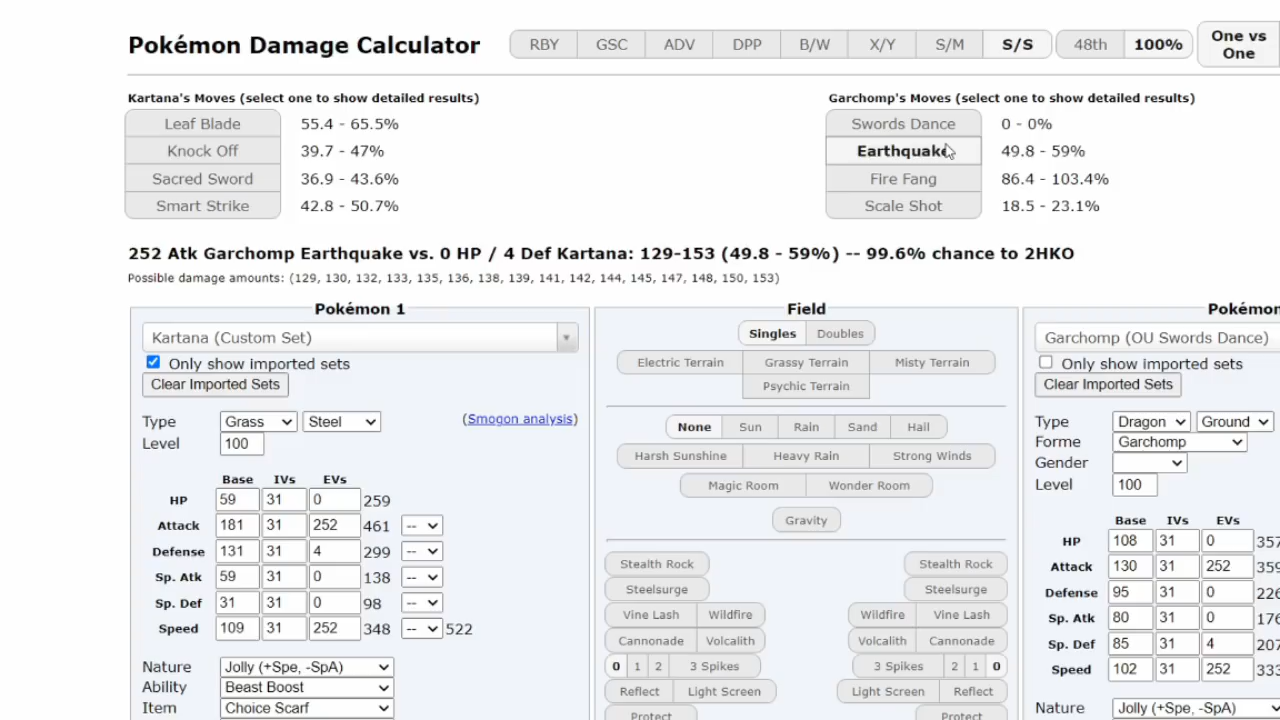 Pokémon Damage Calculator RBY GSC ADV DPP B/W X/Y S/M S/S 48th 100% One vs One
Kartana's Moves (select one to show detailed results) Garchomp's Moves (select one to show detailed results)
Leaf Blade 55.4 - 65.5% Swords Dance 0 - 0%
Knock Off 39.7 - 47% Earthquake 49.8 - 59%
Sacred Sword 36.9 - 43.6% Fire Fang 86.4 - 103.4%
Smart Strike 42.8 - 50.7% Scale Shot 18.5 - 23.1%
252 Atk Garchomp Earthquake vs. 0 HP / 4 Def Kartana: 129-153 (49.8 - 59%) -- 99.6% chance to 2HKO
Possible damage amounts: (129, 130, 132, 133, 135, 136, 138, 139, 141, 142, 144, 145, 147, 148, 150, 153)
Pokémon 1
Kartana (Custom Set)
Only show imported sets
Clear Imported Sets
Type Grass Steel (Smogon analysis)
Level 100
Base IVs EVs
HP 59 31 0 259
Attack 181 31 252 461 --
Defense 131 31 4 299 --
Sp. Atk 59 31 0 138 --
Sp. Def 31 31 0 98 --
Speed 109 31 252 348 -- 522
Nature Jolly (+Spe, -SpA)
Ability Beast Boost
Item Choice Scarf
Field
Singles Doubles
Electric Terrain Grassy Terrain Misty Terrain
Psychic Terrain
None Sun Rain Sand Hail
Harsh Sunshine Heavy Rain Strong Winds
Magic Room Wonder Room
Gravity
Stealth Rock Stealth Rock
Steelsurge Steelsurge
Vine Lash Wildfire Wildfire Vine Lash
Cannonade Volcalith Volcalith Cannonade
0 1 2 3 Spikes 3 Spikes 2 1 0
Reflect Light Screen Light Screen Reflect
Protect Protect
Pokémon
Garchomp (OU Swords Dance)
Only show imported sets
Clear Imported Sets
Type Dragon Ground
Forme Garchomp
Gender
Level 100
Base IVs EVs
HP 108 31 0 357
Attack 130 31 252 359
Defense 95 31 0 226
Sp. Atk 80 31 0 176
Sp. Def 85 31 4 207
Speed 102 31 252 333
Nature Jolly (+Spe, -SpA)